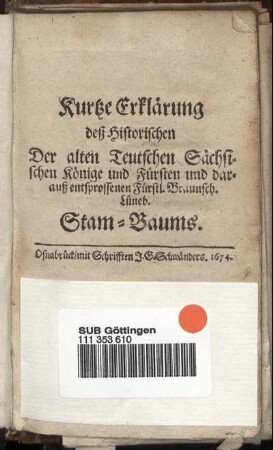 Kurtze Erklärung
deß Historischen
Der alten Teutschen Sächsi-
schen Könige und Fürsten und dar-
auß entsprossenen Fürstl. Braunsch.
Lüneb.
Stam-Baums.
Osnabrück/mit Schrifften J.G.Schwänders. 1674.
SUB Göttingen
111 353 610